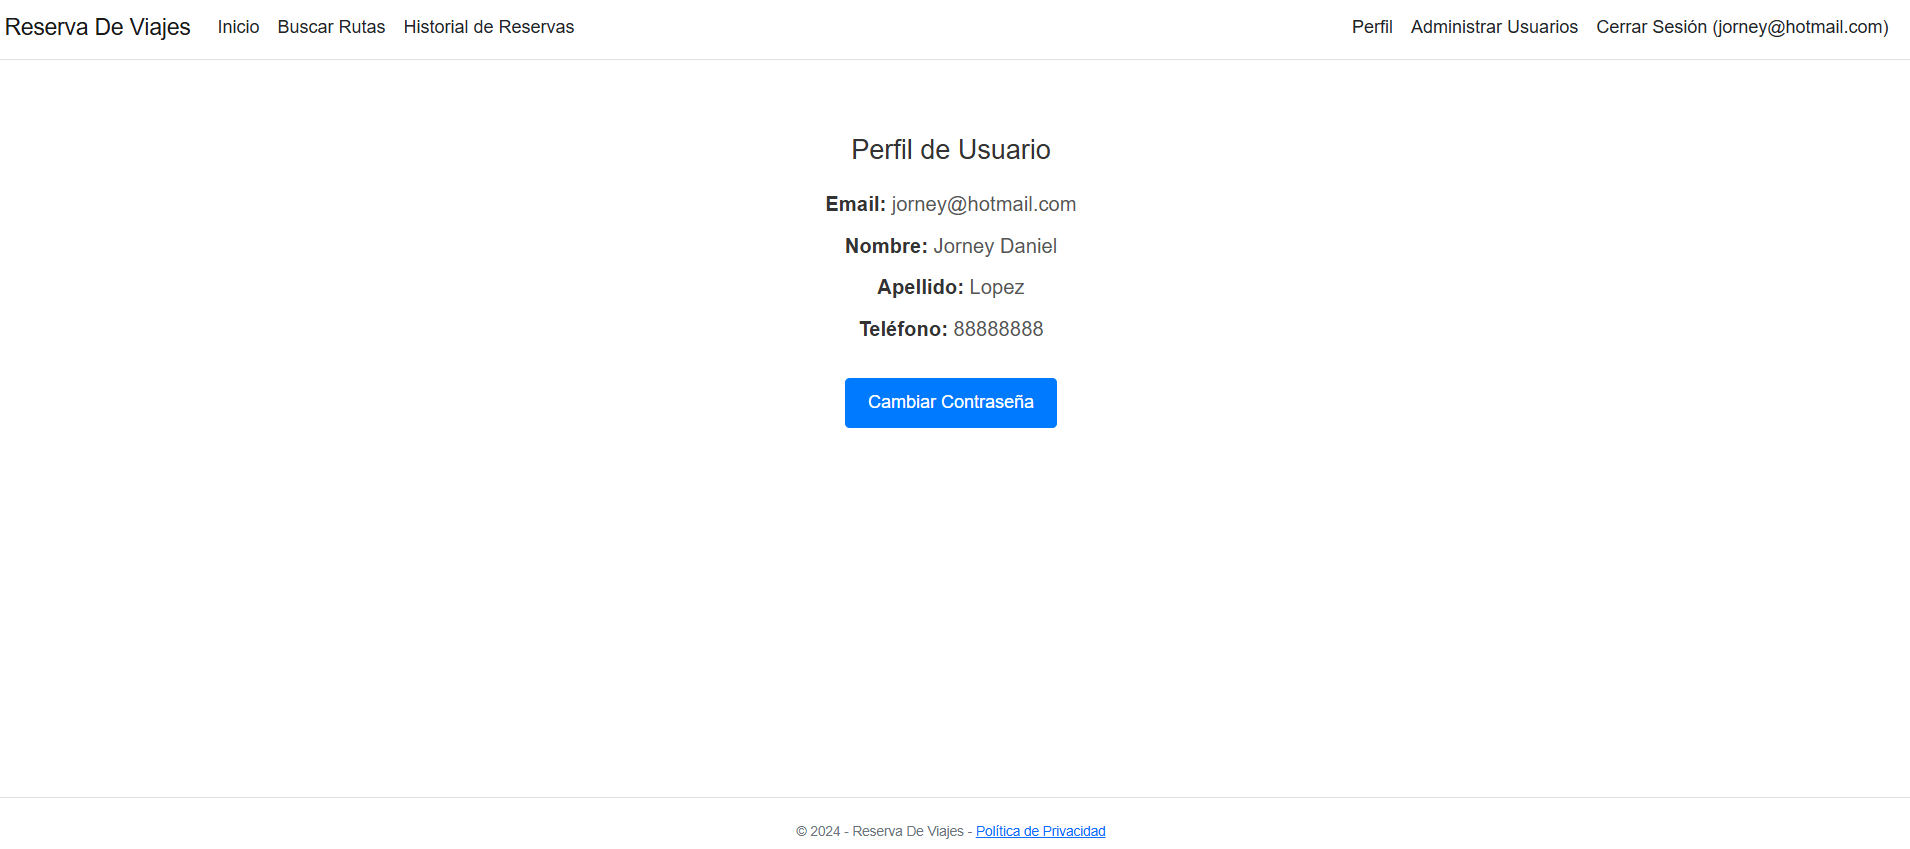 Reserva De Viajes Inicio Buscar Rutas Historial de Reservas Perfil Administrar Usuarios Cerrar Sesión (jorney@hotmail.com)
Perfil de Usuario
Email: jorney@hotmail.com
Nombre: Jorney Daniel
Apellido: Lopez
Teléfono: 88888888
Cambiar Contraseña
© 2024 - Reserva De Viajes - Política de Privacidad